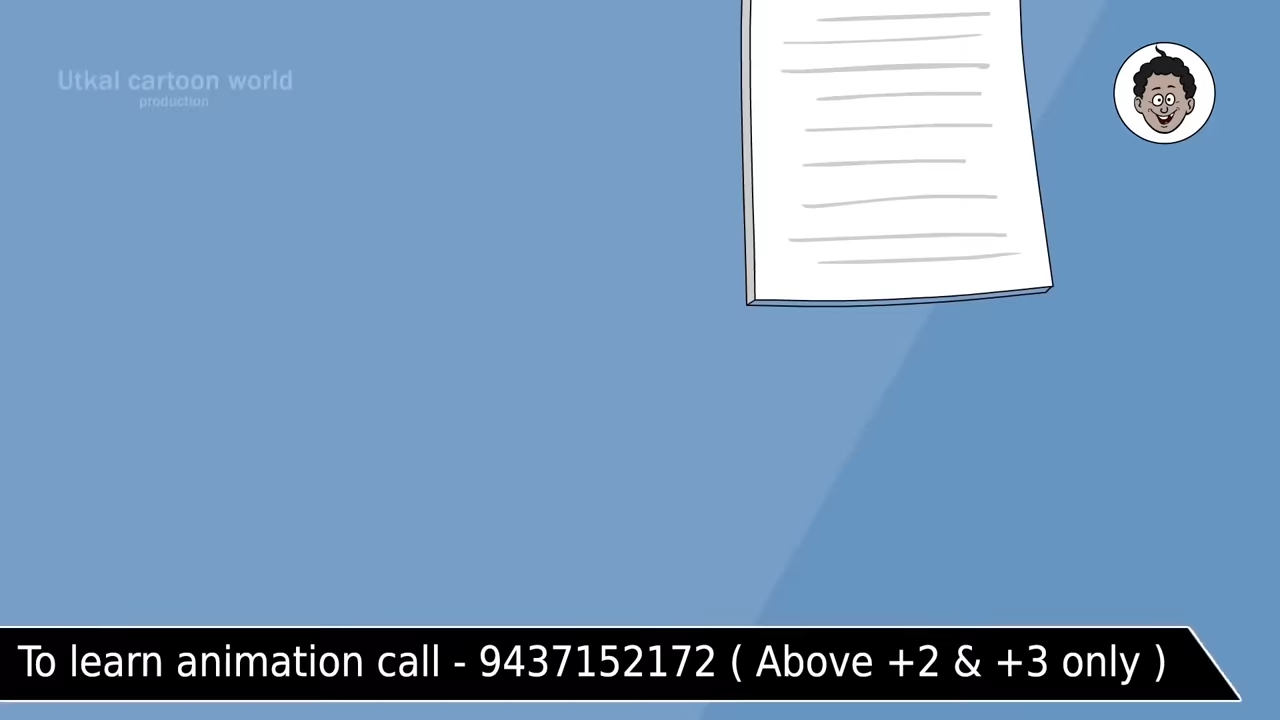 Utkal cartoon world
production
To learn animation call - 9437152172 ( Above +2 & +3 only )